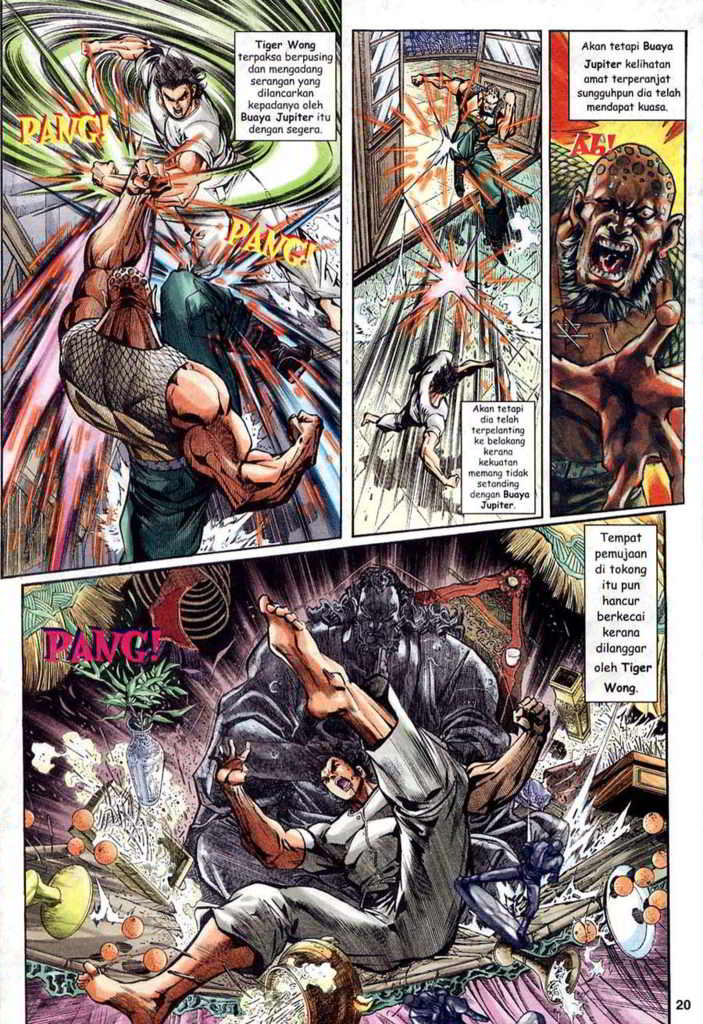 Tiger Wong
terpaksa berpusing
dan mengadang
serangan yang
dilancarkan
kepadanya oleh
Buaya Jupiter itu
dengan segera.
PANG!
PANG!
Akan tetapi
dia telah
terpelanting
ke belakang
kerana
kekuatan
memang tidak
setanding
dengan Buaya
Jupiter.
Akan tetapi Buaya
Jupiter kelihatan
amat terperanjat
sungguhpun dia telah
mendapat kuasa.
Ah!
Tempat
pemujaan
di tokong
itu pun
hancur
berkecai
kerana
dilanggar
oleh Tiger
Wong.
PANG!
20